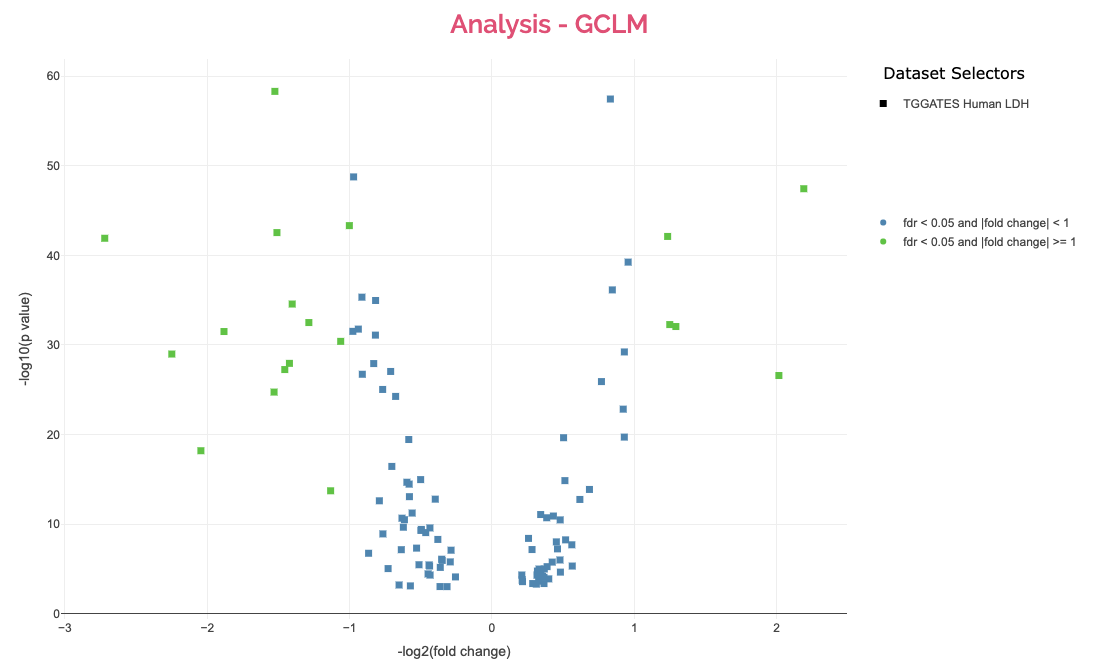 Analysis - GCLM
Dataset Selectors
TGGATES Human LDH
fdr < 0.05 and |fold change| < 1
fdr < 0.05 and |fold change| >= 1
-log10(p value)
60
50
40
30
20
10
0
−3
−2
−1
0
1
2
-log2(fold change)